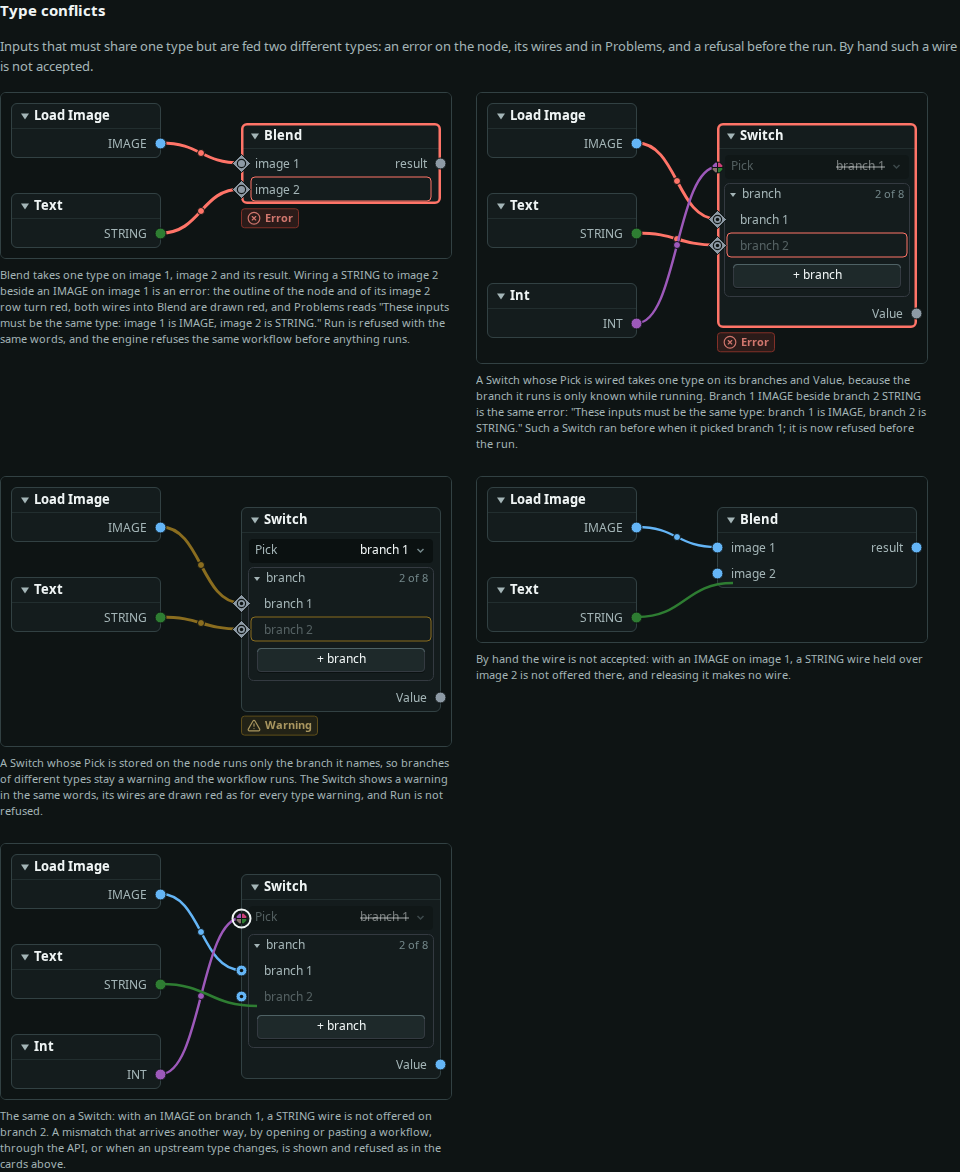 Type conflicts
Inputs that must share one type but are fed two different types: an error on the node, its wires and in Problems, and a refusal before the run. By hand such a wire
is not accepted.
Load Image
IMAGE
Text
STRING
Blend
image 1 result
image 2
Error
Blend takes one type on image 1, image 2 and its result. Wiring a STRING to image 2
beside an IMAGE on image 1 is an error: the outline of the node and of its image 2
row turn red, both wires into Blend are drawn red, and Problems reads "These inputs
must be the same type: image 1 is IMAGE, image 2 is STRING." Run is refused with the
same words, and the engine refuses the same workflow before anything runs.
Load Image
IMAGE
Text
STRING
Int
INT
Switch
Pick branch 1
branch 2 of 8
branch 1
branch 2
+ branch
Value
Error
A Switch whose Pick is wired takes one type on its branches and Value, because the
branch it runs is only known while running. Branch 1 IMAGE beside branch 2 STRING
is the same error: "These inputs must be the same type: branch 1 is IMAGE, branch 2 is
STRING." Such a Switch ran before when it picked branch 1; it is now refused before
the run.
Load Image
IMAGE
Text
STRING
Switch
Pick branch 1
branch 2 of 8
branch 1
branch 2
+ branch
Value
Warning
A Switch whose Pick is stored on the node runs only the branch it names, so branches
of different types stay a warning and the workflow runs. The Switch shows a warning
in the same words, its wires are drawn red as for every type warning, and Run is not
refused.
Load Image
IMAGE
Text
STRING
Blend
image 1 result
image 2
By hand the wire is not accepted: with an IMAGE on image 1, a STRING wire held over
image 2 is not offered there, and releasing it makes no wire.
Load Image
IMAGE
Text
STRING
Int
INT
Switch
Pick branch 1
branch 2 of 8
branch 1
branch 2
+ branch
Value
The same on a Switch: with an IMAGE on branch 1, a STRING wire is not offered on
branch 2. A mismatch that arrives another way, by opening or pasting a workflow,
through the API, or when an upstream type changes, is shown and refused as in the
cards above.